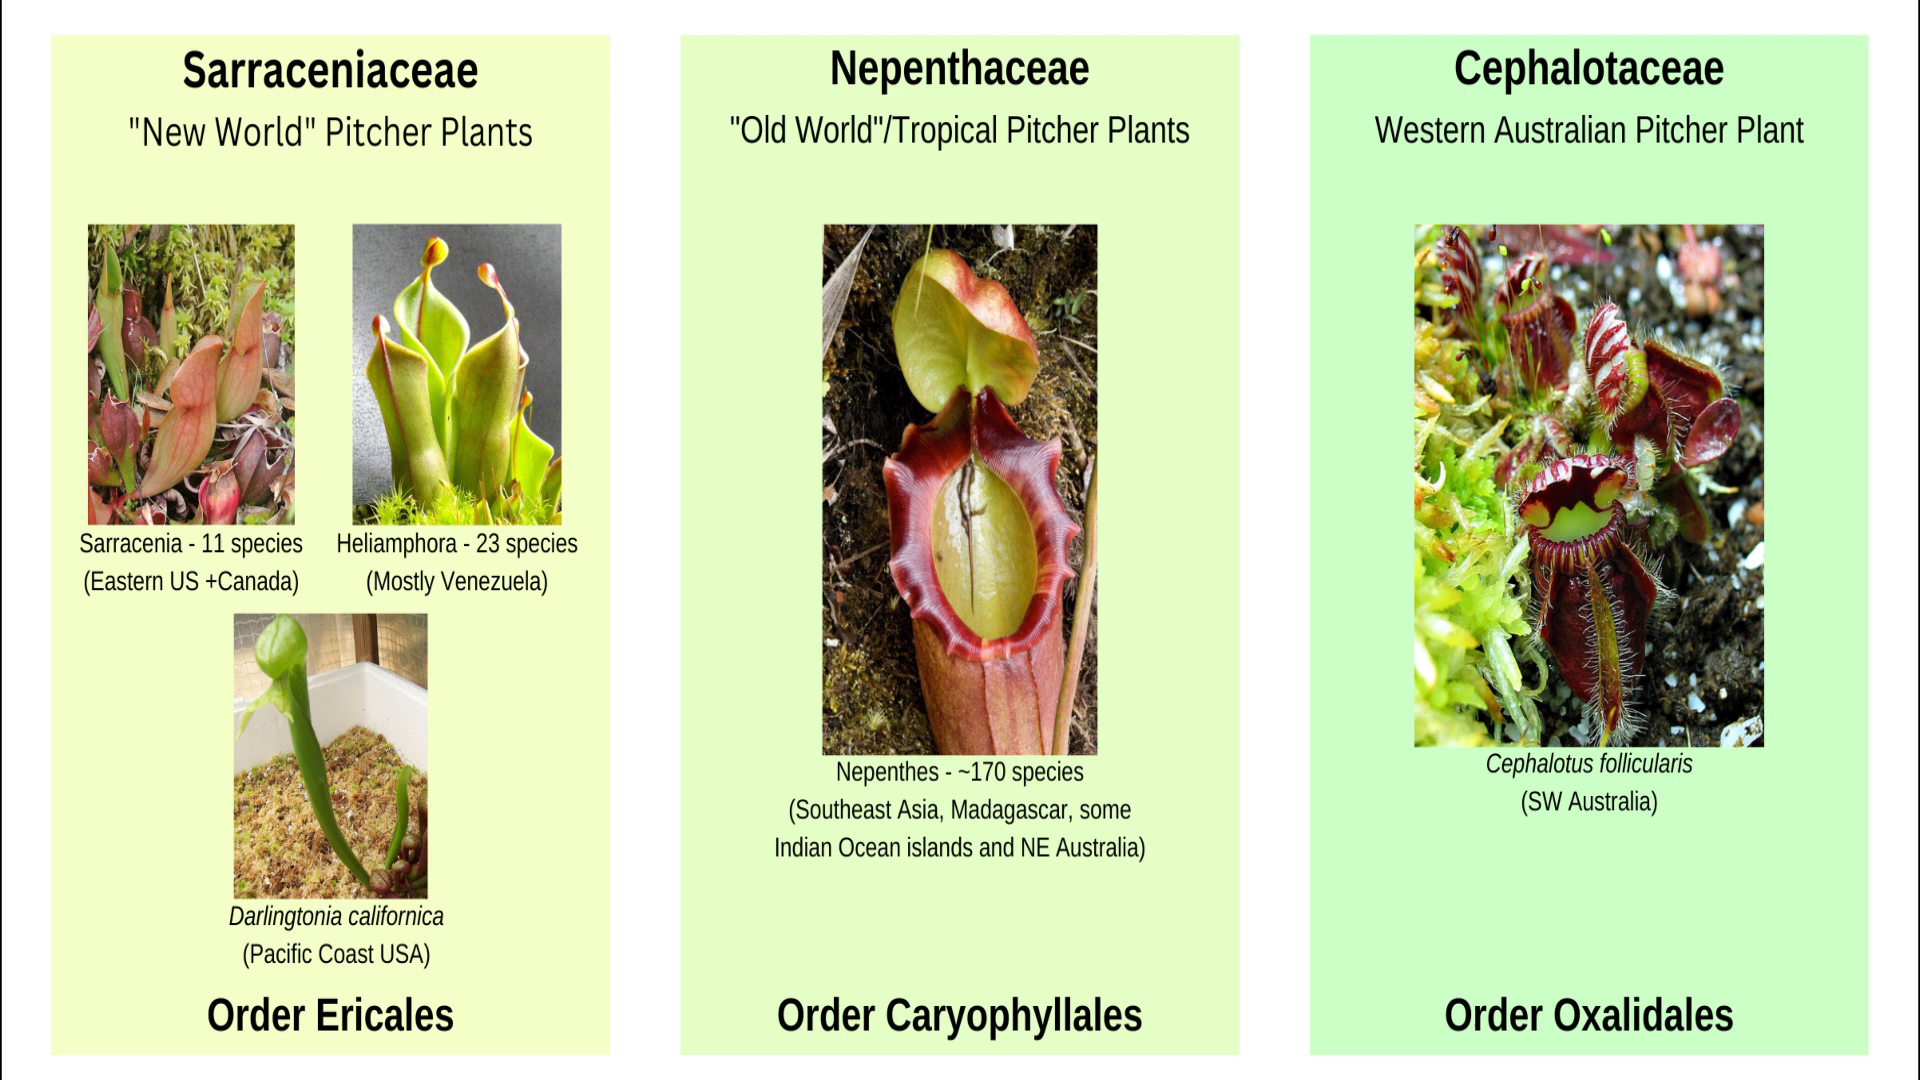 Sarraceniaceae
"New World" Pitcher Plants
Sarracenia - 11 species
(Eastern US +Canada)
Heliamphora - 23 species
(Mostly Venezuela)
Darlingtonia californica
(Pacific Coast USA)
Order Ericales
Nepenthaceae
"Old World"/Tropical Pitcher Plants
Nepenthes - ~170 species
(Southeast Asia, Madagascar, some
Indian Ocean islands and NE Australia)
Order Caryophyllales
Cephalotaceae
Western Australian Pitcher Plant
Cephalotus follicularis
(SW Australia)
Order Oxalidales